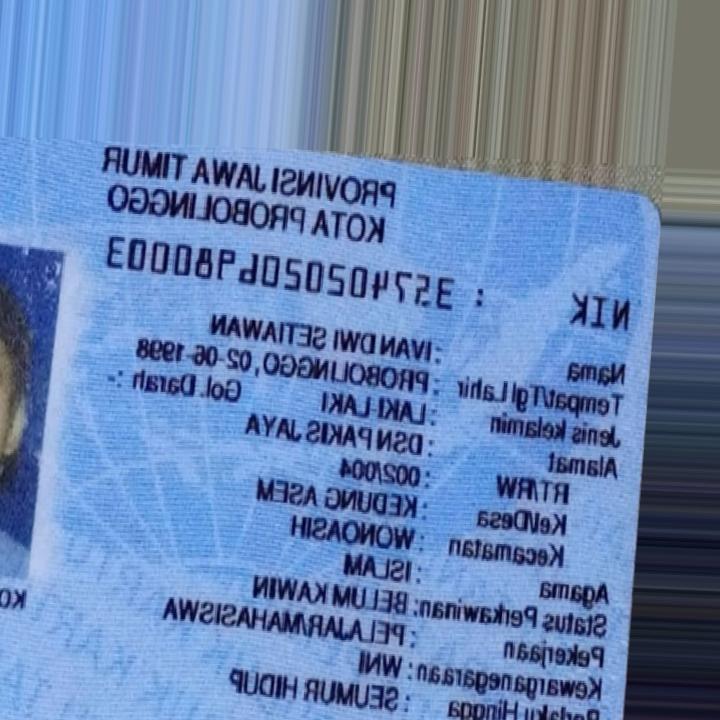 PROVINSI JAWA TIMUR
KOTA PROBOLINGGO
NIK : 3574050506980003
Nama : IVAN DWI SETIAWAN
Tempat/Tgl Lahir : PROBOLINGGO, 02-06-1998
Jenis kelamin : LAKI-LAKI Gol. Darah : -
Alamat : DSN PAKIS JAYA
RT/RW : 002/004
Kel/Desa : KEDUNG ASEM
Kecamatan : WONOASIH
Agama : ISLAM
Status Perkawinan: BELUM KAWIN
Pekerjaan : PELAJAR/MAHASISWA
Kewarganegaraan : WNI
Berlaku Hingga : SEUMUR HIDUP